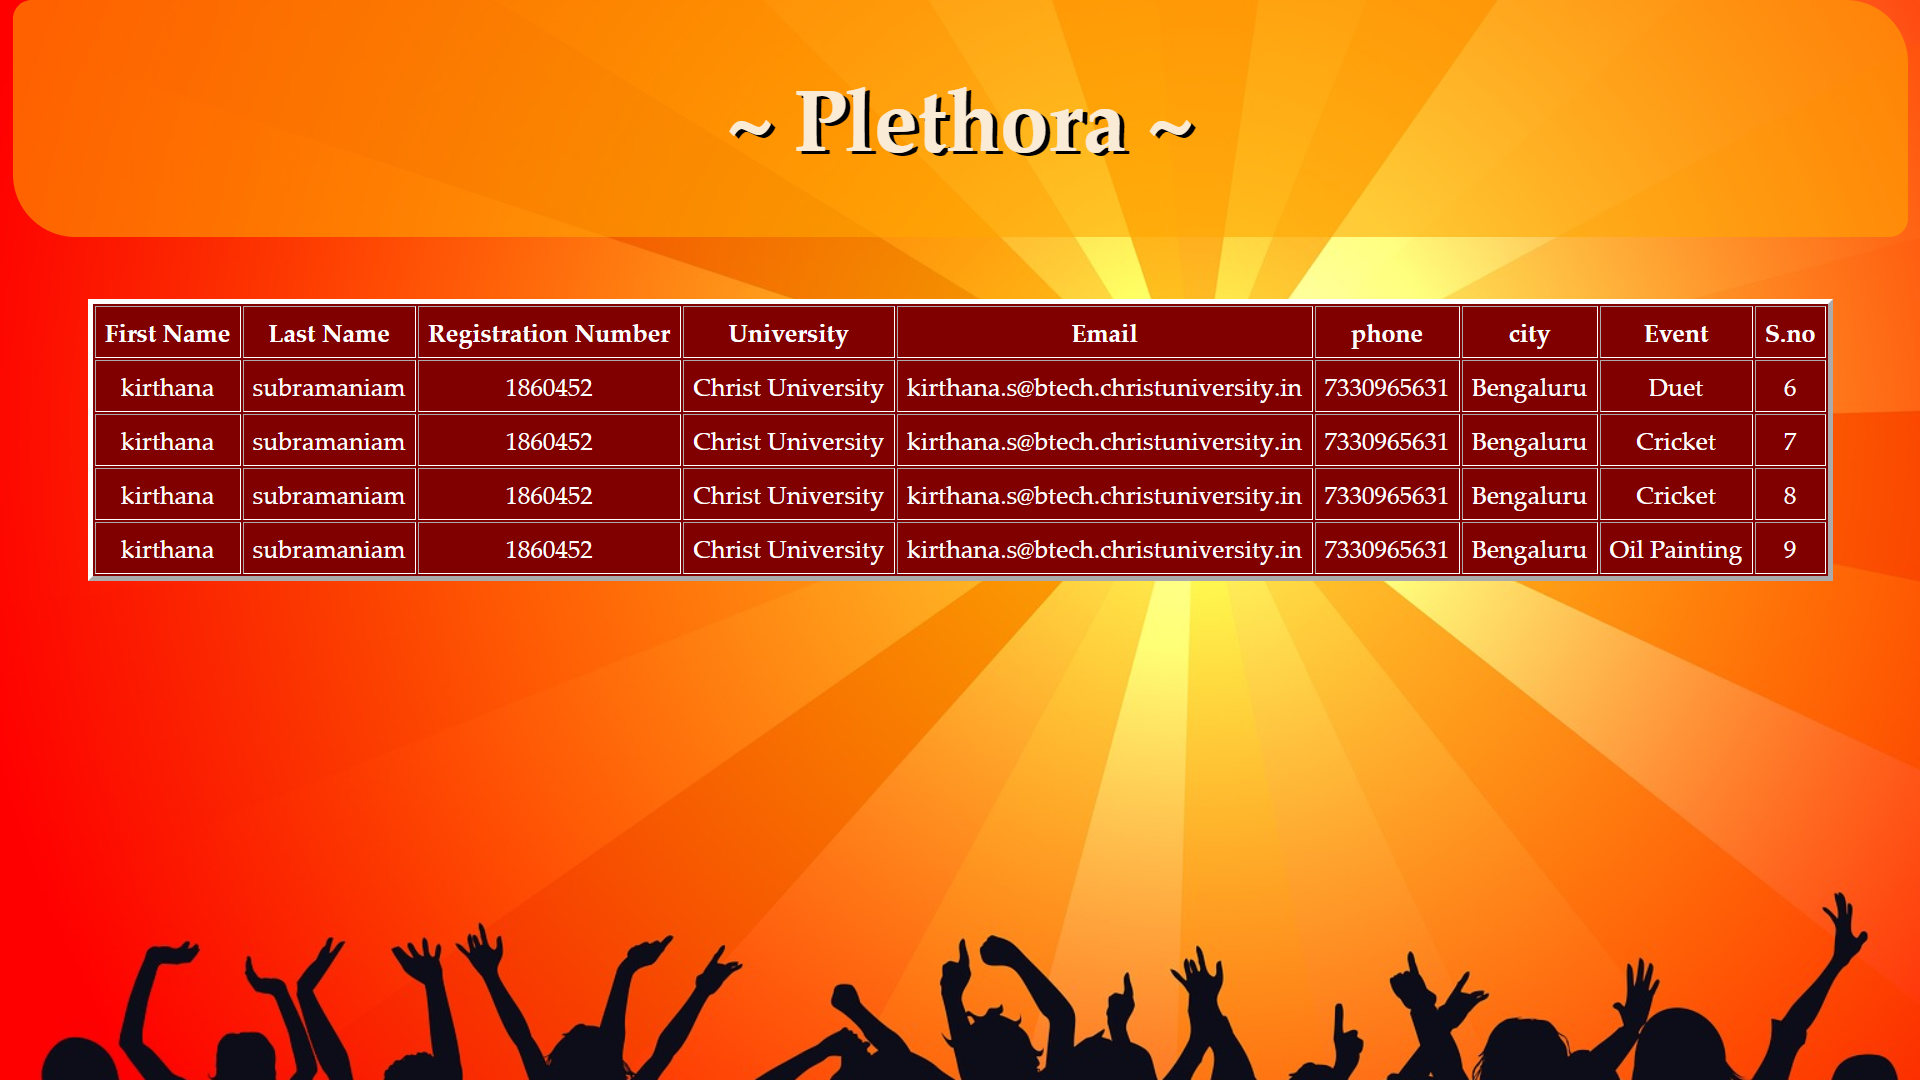 ~ Plethora ~
First Name Last Name Registration Number University Email phone city Event S.no
kirthana subramaniam 1860452 Christ University kirthana.s@btech.christuniversity.in 7330965631 Bengaluru Duet 6
kirthana subramaniam 1860452 Christ University kirthana.s@btech.christuniversity.in 7330965631 Bengaluru Cricket 7
kirthana subramaniam 1860452 Christ University kirthana.s@btech.christuniversity.in 7330965631 Bengaluru Cricket 8
kirthana subramaniam 1860452 Christ University kirthana.s@btech.christuniversity.in 7330965631 Bengaluru Oil Painting 9